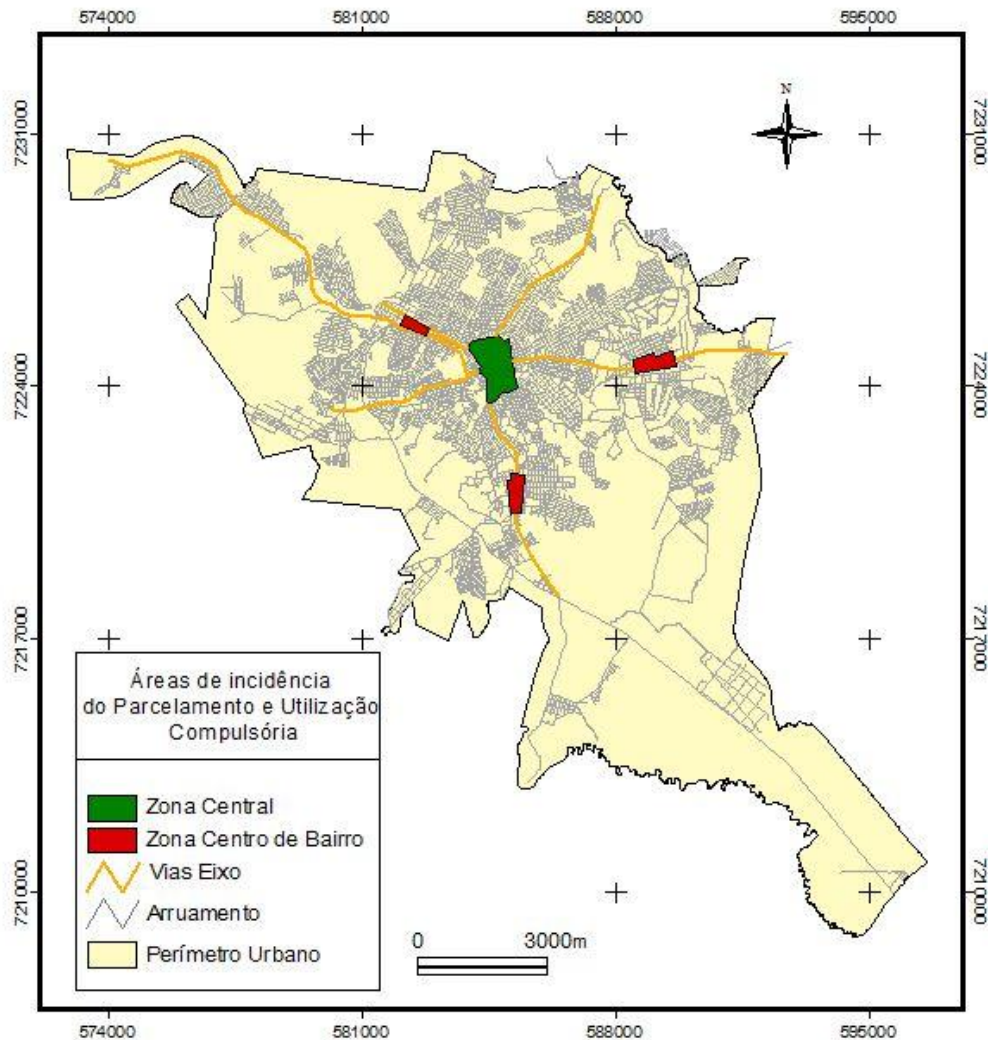 574000 581000 588000 595000
N
7231000 7231000
7224000 7224000
7217000 7217000
Áreas de incidência
do Parcelamento e Utilização
Compulsória
Zona Central
Zona Centro de Bairro
Vias Eixo
Arruamento
Perímetro Urbano
0 3000m
7210000 7210000
574000 581000 588000 595000